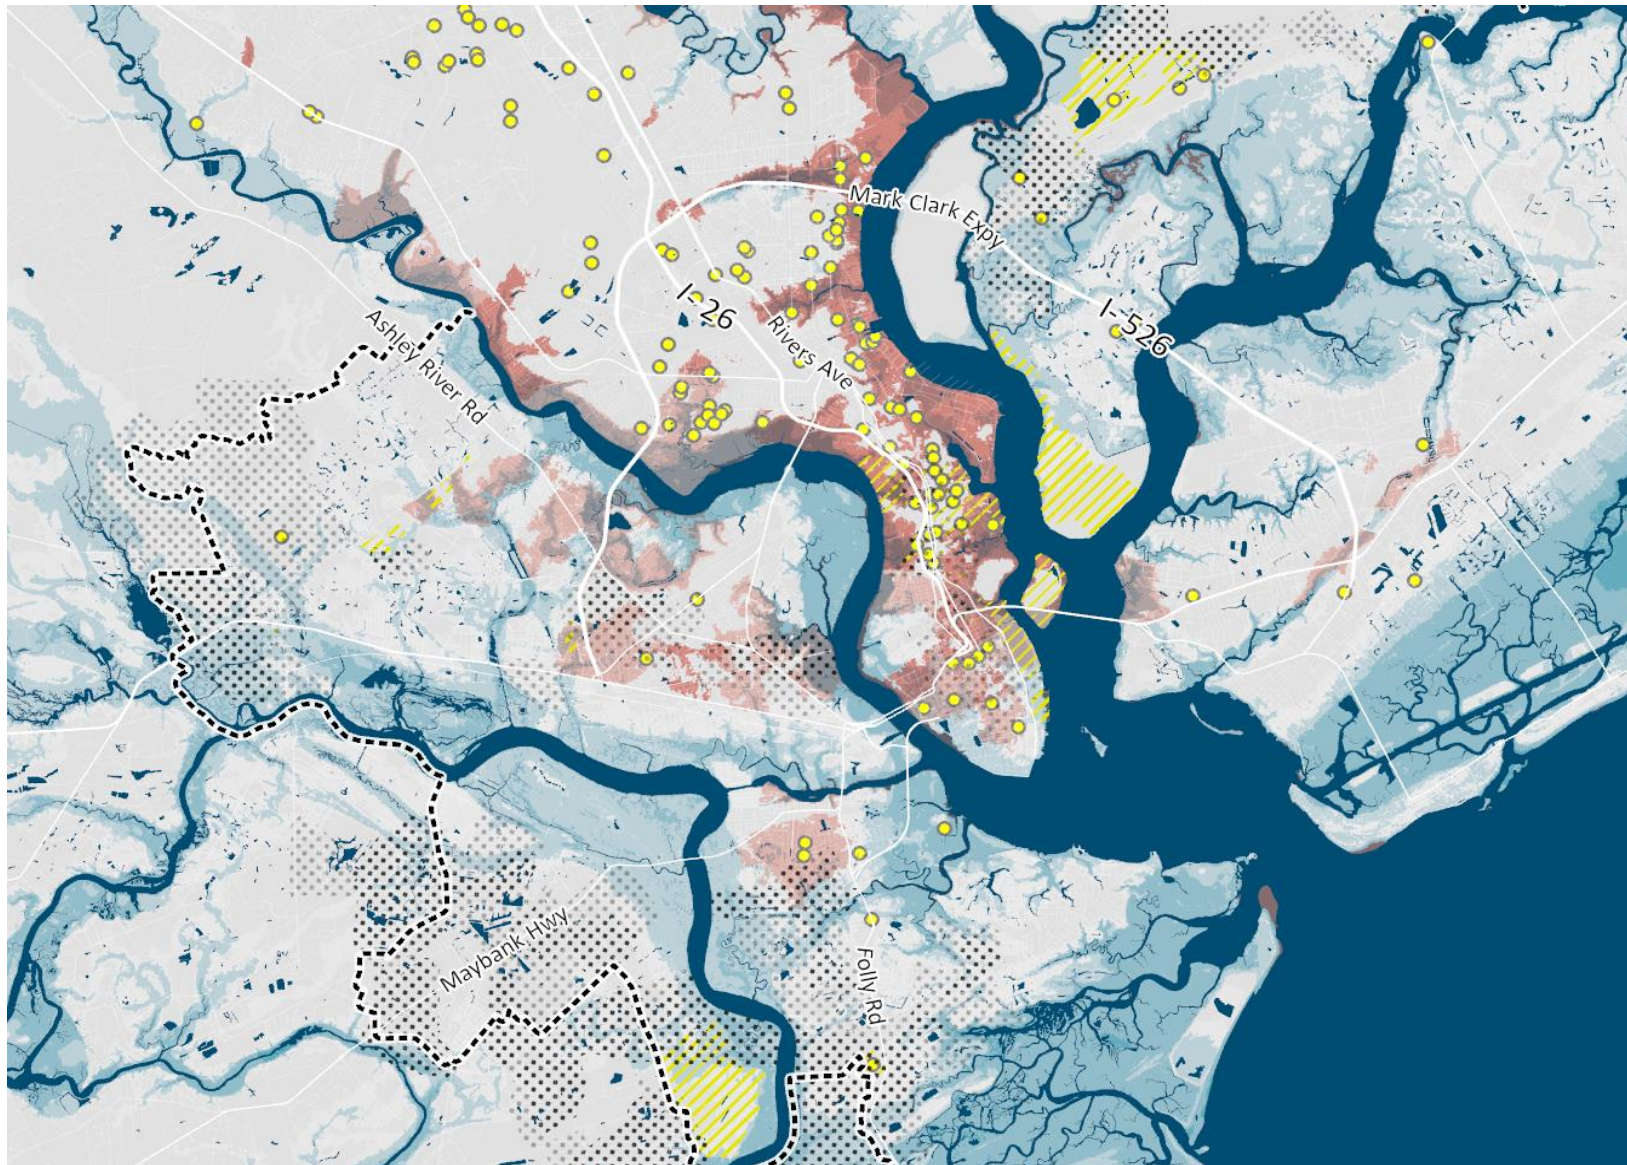 Mark Clark Expy
I- 26
I- 526
Rivers Ave
Ashley River Rd
Maybank Hwy
Folly Rd